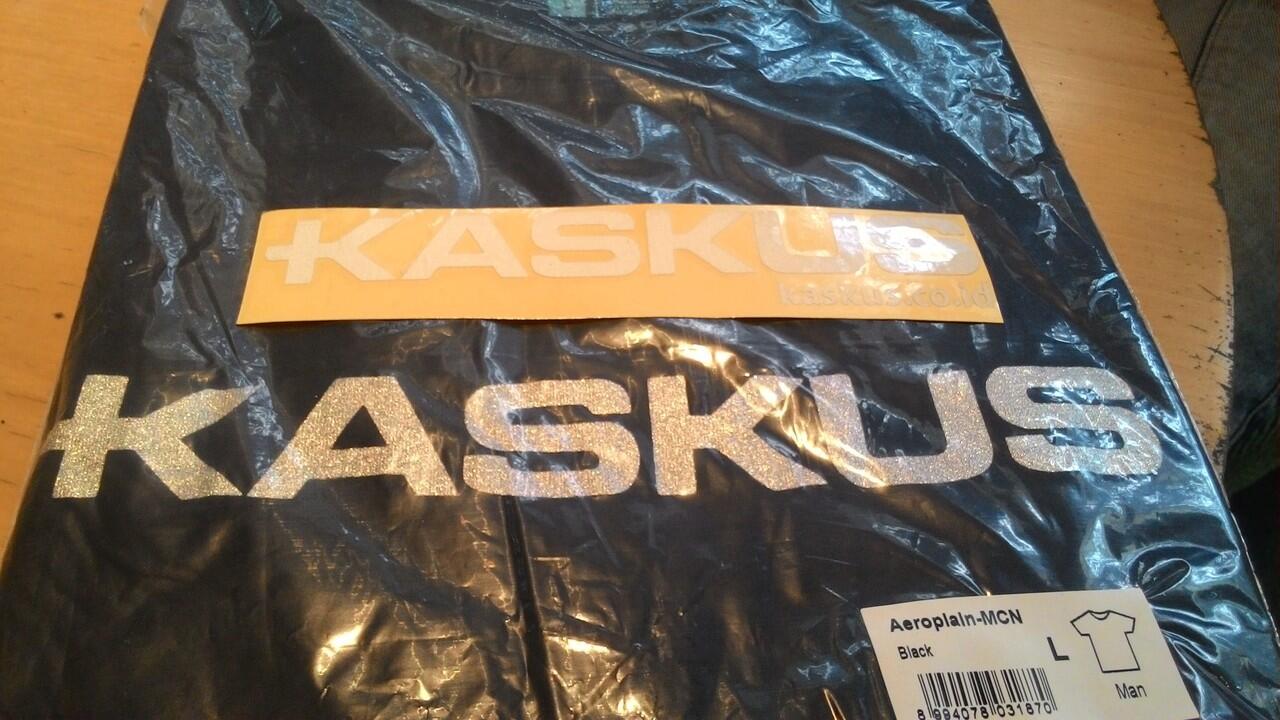 KASKUS
kaskus.co.id
KASKUS
Aeroplain-MCN
Black
L
Man
8 994078 031870